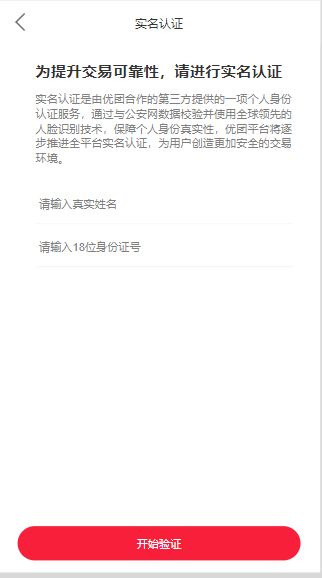 实名认证
为提升交易可靠性，请进行实名认证
实名认证是由优团合作的第三方提供的一项个人身份
认证服务，通过与公安网数据校验并使用全球领先的
人脸识别技术，保障个人身份真实性，优团平台将逐
步推进全平台实名认证，为用户创造更加安全的交易
环境。
请输入真实姓名
请输入18位身份证号
开始验证